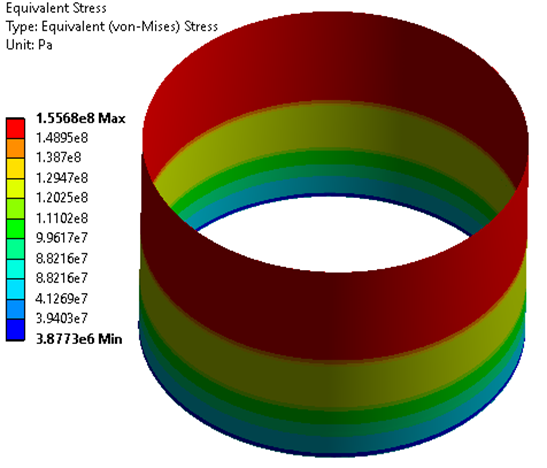 Equivalent Stress
Type: Equivalent (von-Mises) Stress
Unit: Pa
1.5568e8 Max
1.4895e8
1.387e8
1.2947e8
1.2025e8
1.1102e8
9.9617e7
8.8216e7
8.8216e7
4.1269e7
3.9403e7
3.8773e6 Min